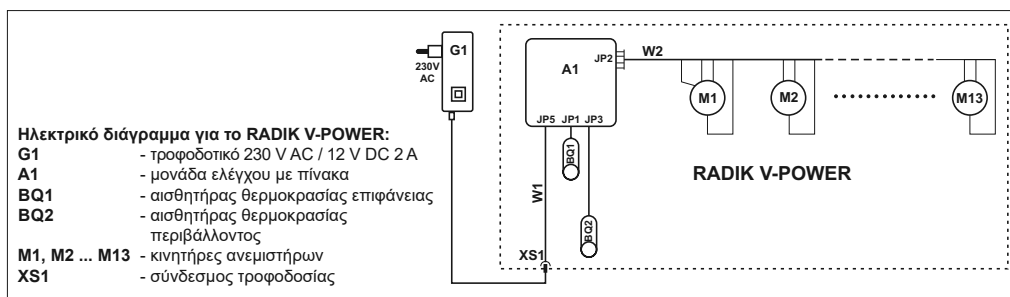 G1
230V
AC
A1
JP2
W2
M1
M2
M13
JP5 JP1 JP3
BQ1
BQ2
W1
XS1
RADIK V-POWER
Ηλεκτρικό διάγραμμα για το RADIK V-POWER:
G1 - τροφοδοτικό 230 V AC / 12 V DC 2 A
A1 - μονάδα ελέγχου με πίνακα
BQ1 - αισθητήρας θερμοκρασίας επιφάνειας
BQ2 - αισθητήρας θερμοκρασίας
περιβάλλοντος
M1, M2 ... M13 - κινητήρες ανεμιστήρων
XS1 - σύνδεσμος τροφοδοσίας